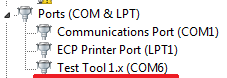 Ports (COM & LPT)
Communications Port (COM1)
ECP Printer Port (LPT1)
Test Tool 1.x (COM6)